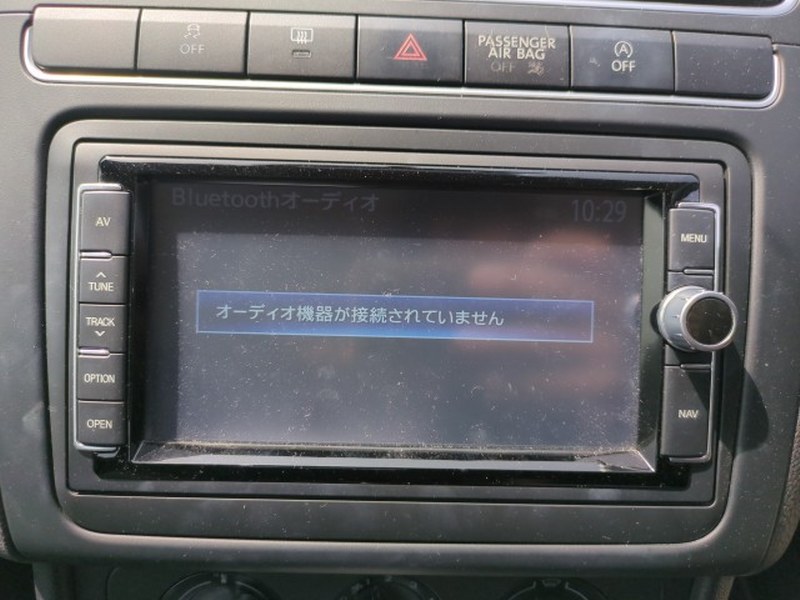 OFF
PASSENGER
AIR BAG
OFF
A
OFF
Bluetoothオーディオ
10:29
AV
TUNE
TRACK
OPTION
OPEN
オーディオ機器が接続されていません
MENU
NAV